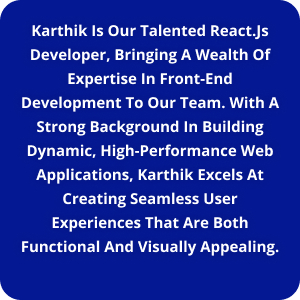 Karthik Is Our Talented React.Js
Developer, Bringing A Wealth Of
Expertise In Front-End
Development To Our Team. With A
Strong Background In Building
Dynamic, High-Performance Web
Applications, Karthik Excels At
Creating Seamless User
Experiences That Are Both
Functional And Visually Appealing.